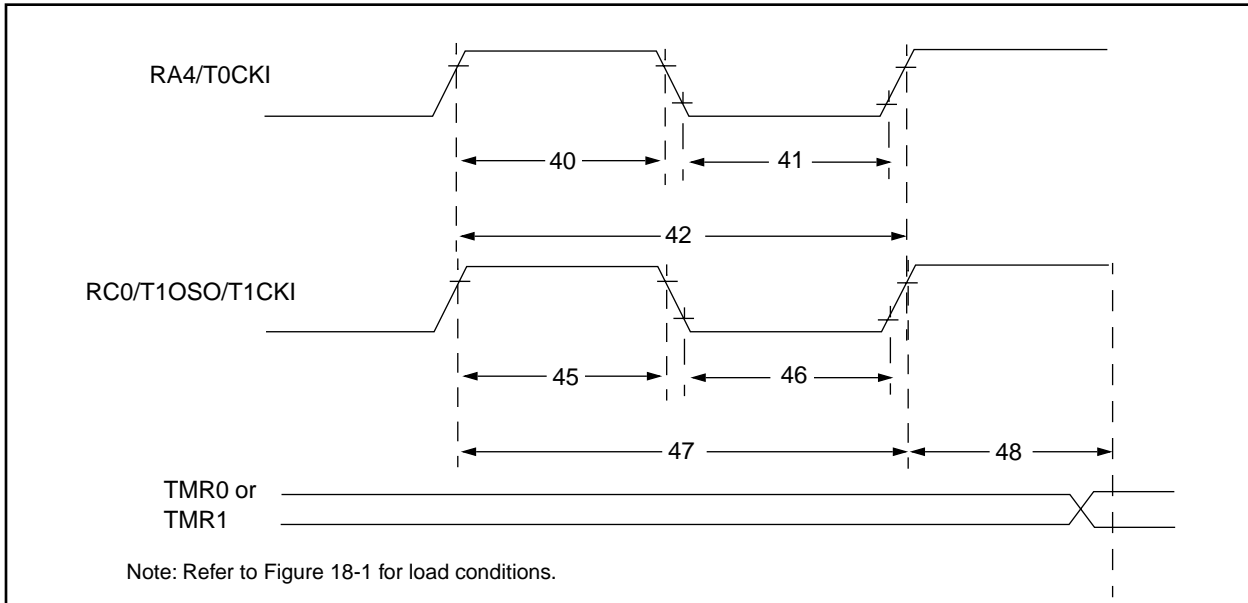 RA4/T0CKI
40
41
42
RC0/T1OSO/T1CKI
45
46
47
48
TMR0 or
TMR1
Note: Refer to Figure 18-1 for load conditions.